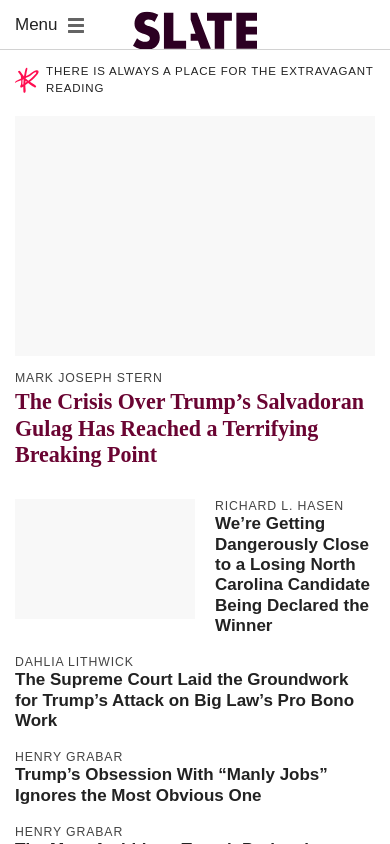 Menu
SLATE
THERE IS ALWAYS A PLACE FOR THE EXTRAVAGANT
READING
MARK JOSEPH STERN
The Crisis Over Trump’s Salvadoran
Gulag Has Reached a Terrifying
Breaking Point
RICHARD L. HASEN
We’re Getting
Dangerously Close
to a Losing North
Carolina Candidate
Being Declared the
Winner
DAHLIA LITHWICK
The Supreme Court Laid the Groundwork
for Trump’s Attack on Big Law’s Pro Bono
Work
HENRY GRABAR
Trump’s Obsession With “Manly Jobs”
Ignores the Most Obvious One
HENRY GRABAR